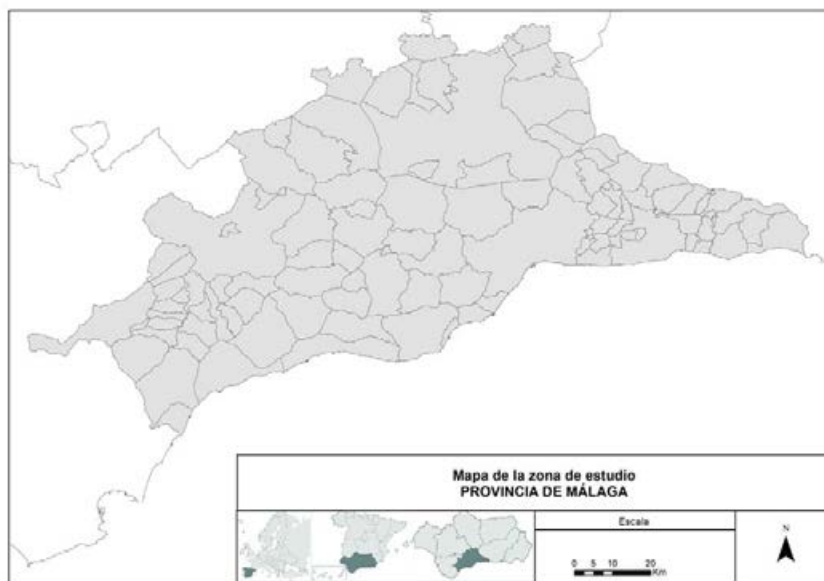 Mapa de la zona de estudio
PROVINCIA DE MÁLAGA
Escala
N
0 5 10 20
Km